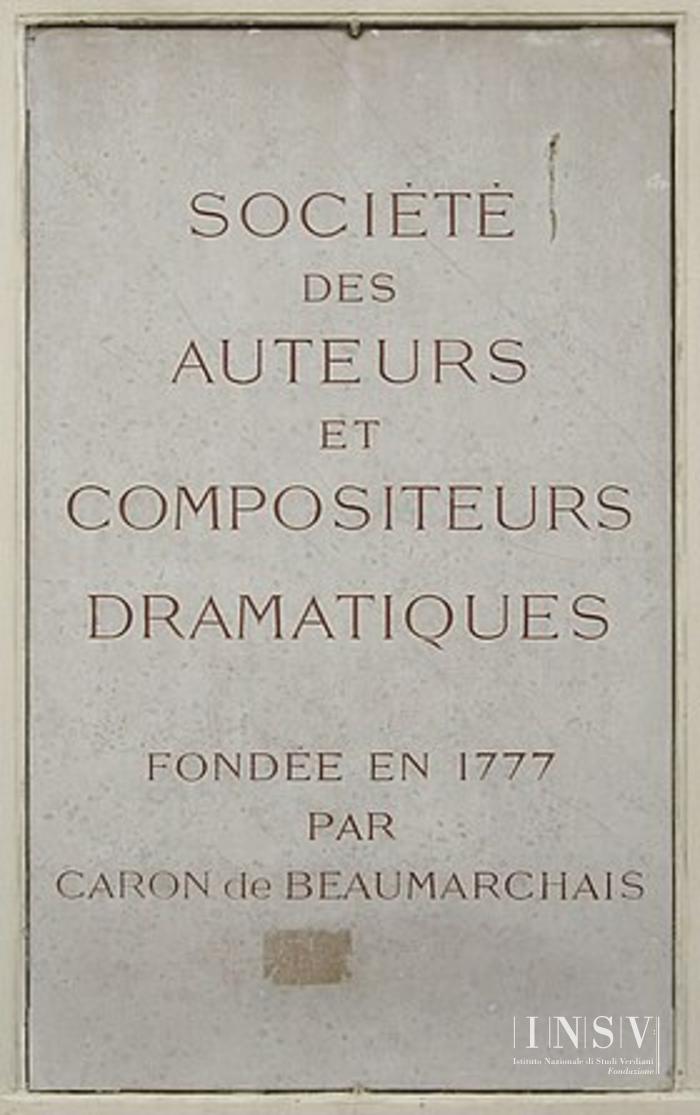 SOCIÉTÉ
DES
AUTEURS
ET
COMPOSITEURS
DRAMATIQUES
FONDÉE EN 1777
PAR
CARON de BEAUMARCHAIS
INSV
Istituto Nazionale di Studi Verdiani
Fondazione